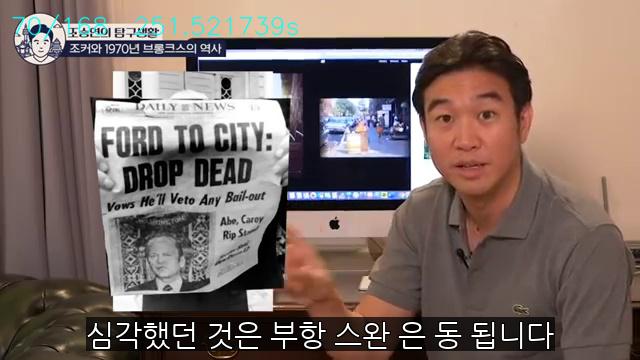 70/168 251.521739s
조승연의 탐구생활
조커와 1970년 브롱크스의 역사
DAILY NEWS
FORD TO CITY:
DROP DEAD
Vows He'll Veto Any Bail-out
Abe, Carey
Rip Stand
심각했던 것은 부항 스완 은 동 됩니다